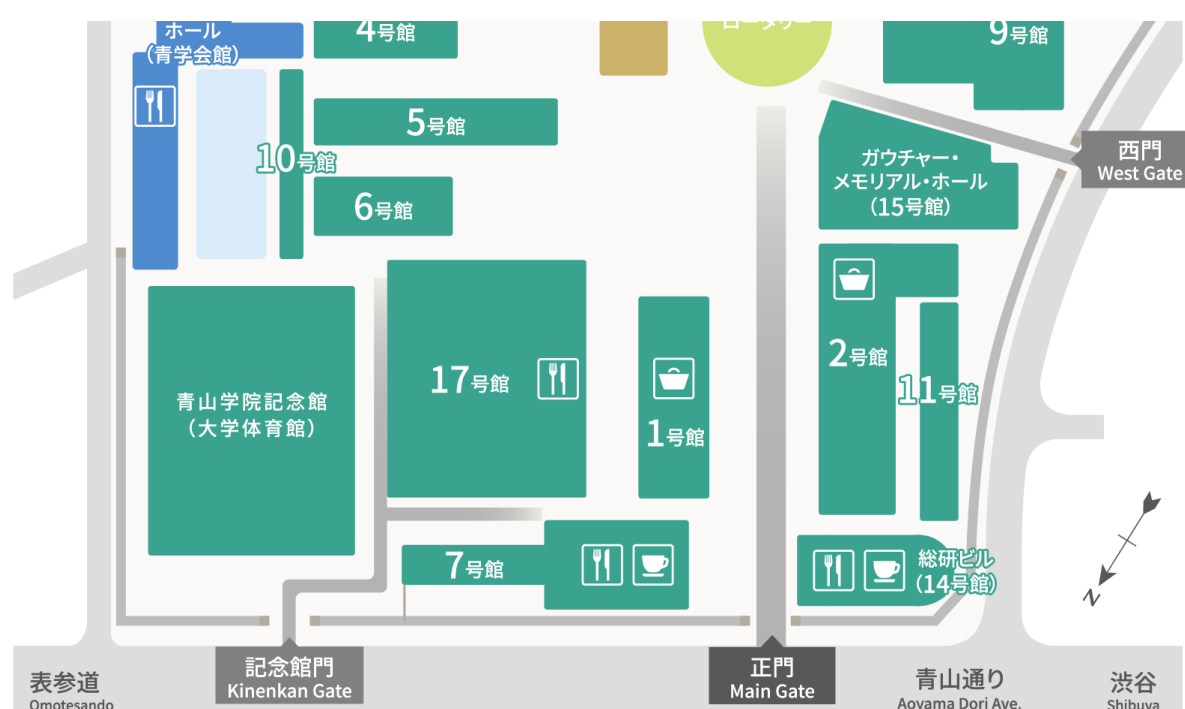 ホール
（青学会館）
4号館
ロータリー
9号館
5号館
10号館
6号館
ガウチャー・
メモリアル・ホール
（15号館）
西門
West Gate
17号館
1号館
2号館
11号館
青山学院記念館
（大学体育館）
7号館
総研ビル
（14号館）
N
記念館門
Kinenkan Gate
正門
Main Gate
表参道
Omotesando
青山通り
Aoyama Dori Ave.
渋谷
Shibuya